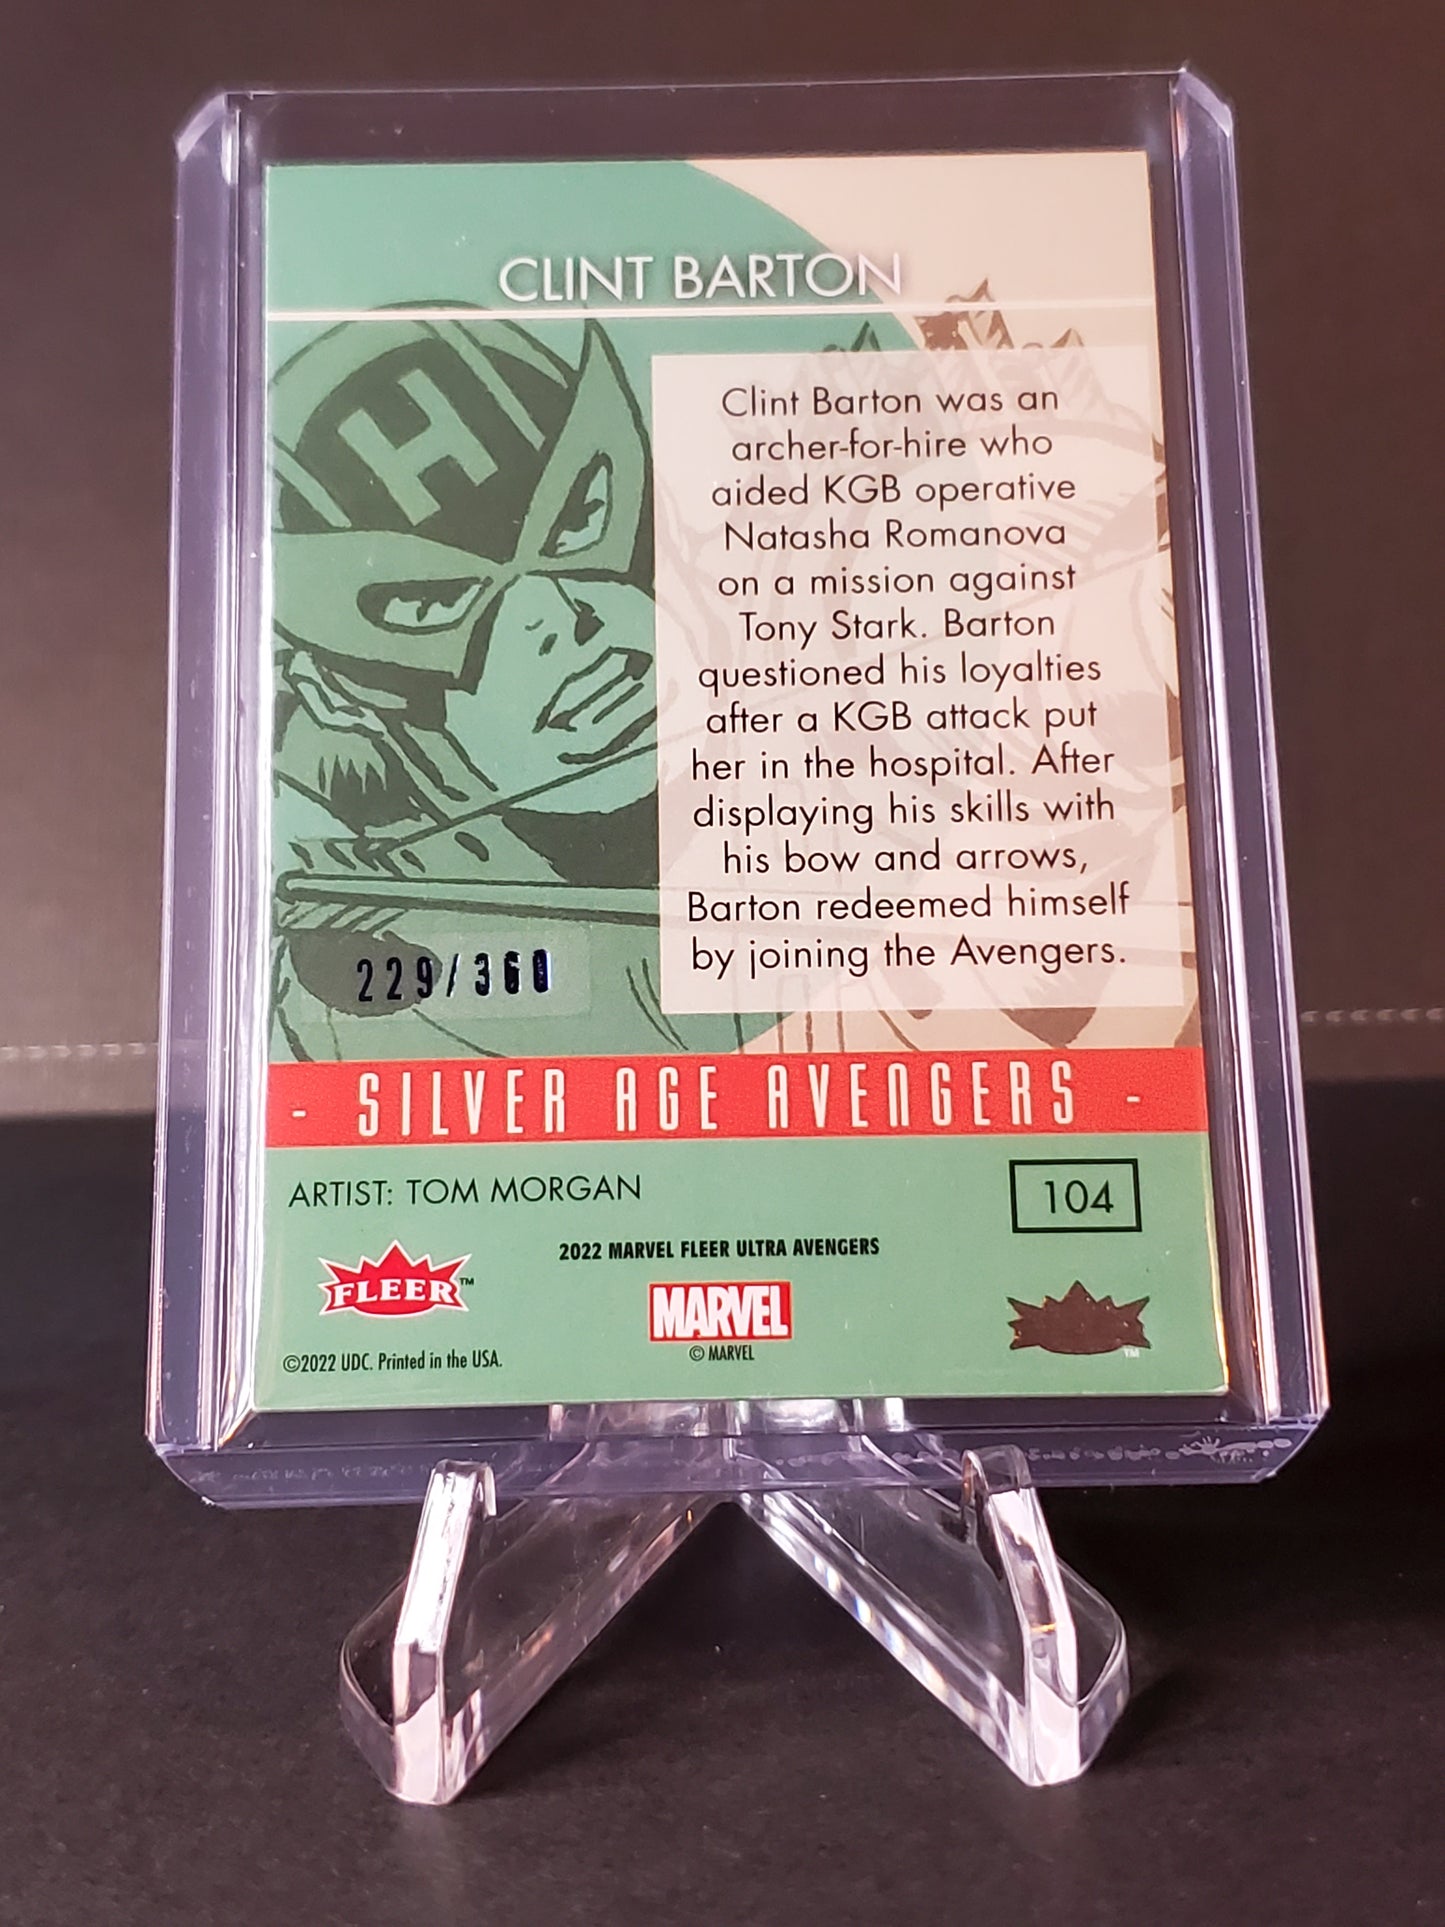 CLINT BARTON
H
Clint Barton was an
archer-for-hire who
aided KGB operative
Natasha Romanova
on a mission against
Tony Stark. Barton
questioned his loyalties
after a KGB attack put
her in the hospital. After
displaying his skills with
his bow and arrows,
Barton redeemed himself
by joining the Avengers.
229/360
- SILVER AGE AVENGERS -
ARTIST: TOM MORGAN
104
2022 MARVEL FLEER ULTRA AVENGERS
FLEER™
MARVEL
© MARVEL
™
©2022 UDC. Printed in the USA.